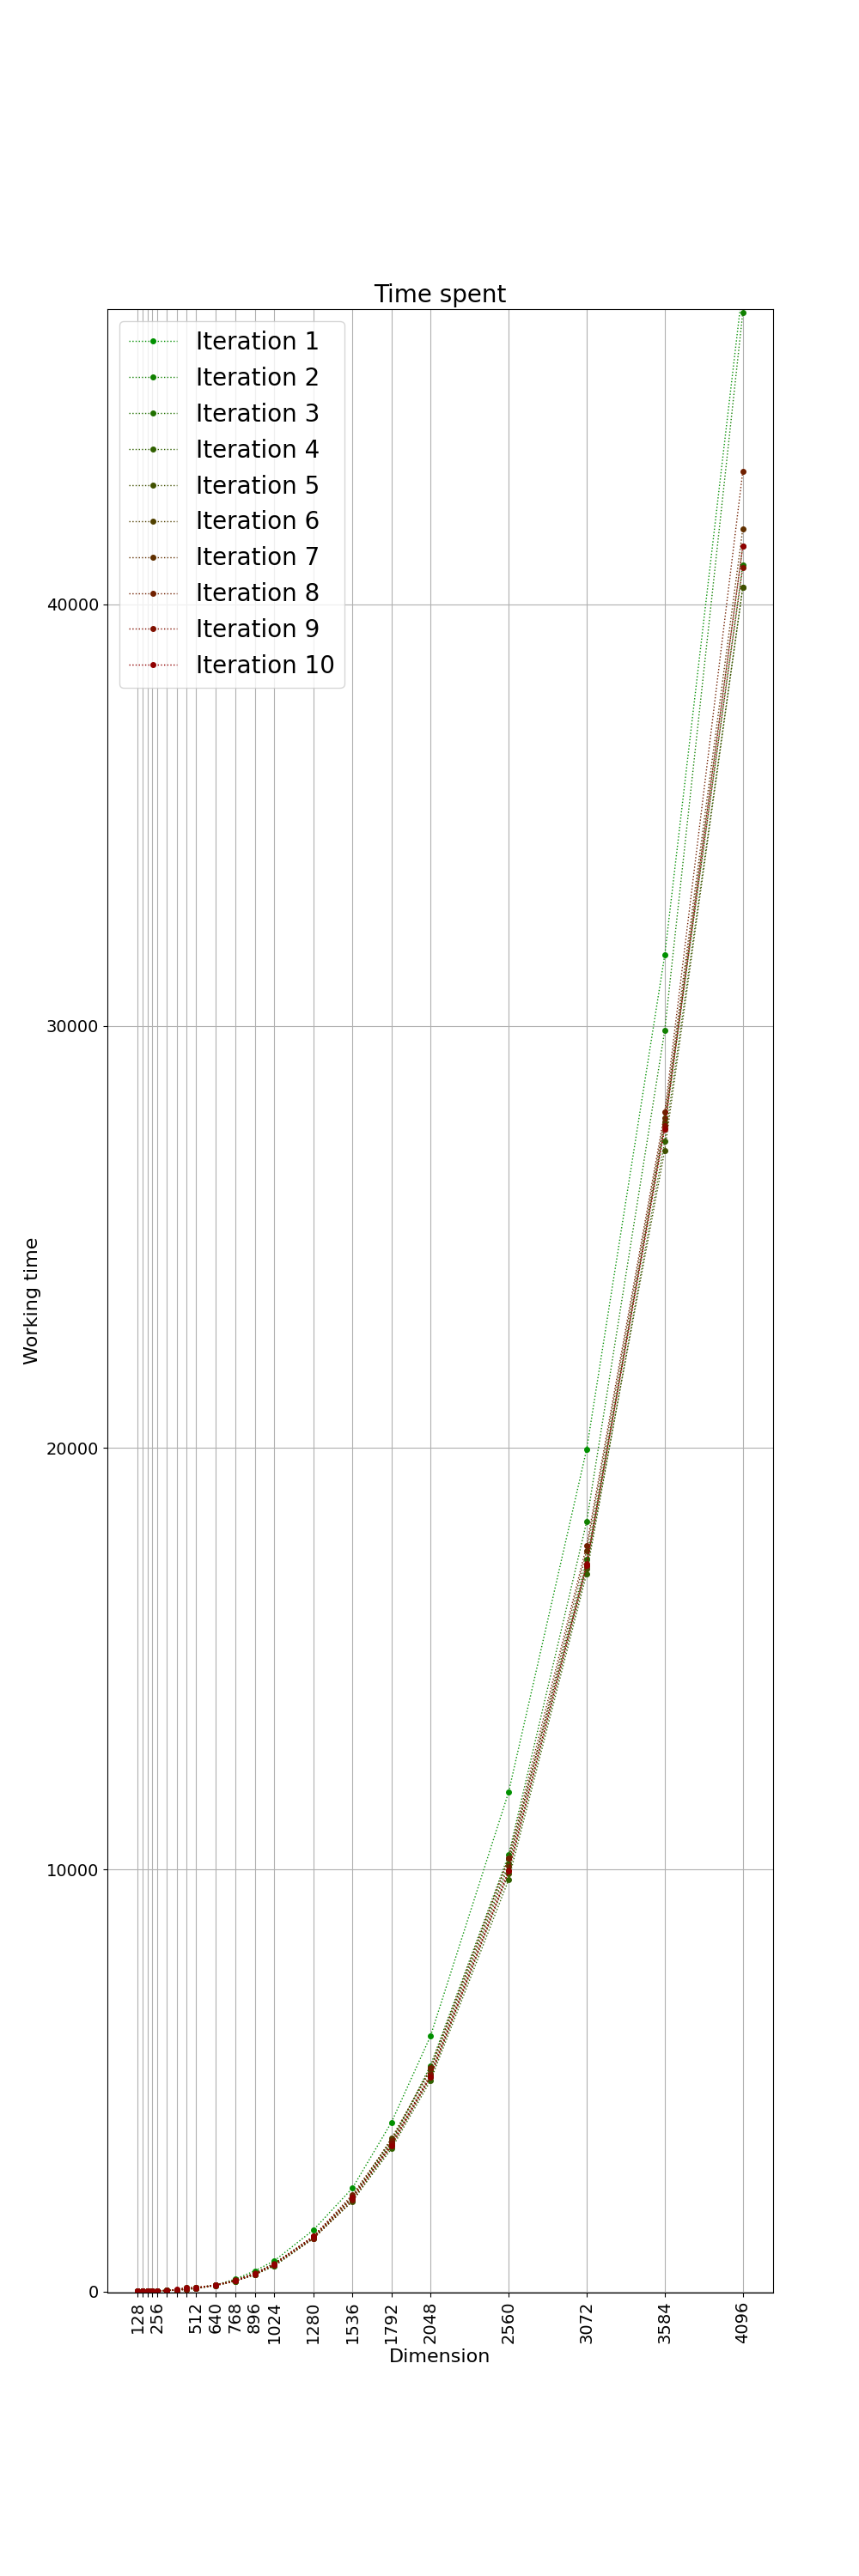 Time spent
Iteration 1
Iteration 2
Iteration 3
Iteration 4
Iteration 5
Iteration 6
Iteration 7
Iteration 8
Iteration 9
Iteration 10
40000
30000
20000
10000
0
Working time
128
256
512
640
768
896
1024
1280
1536
1792
2048
2560
3072
3584
4096
Dimension